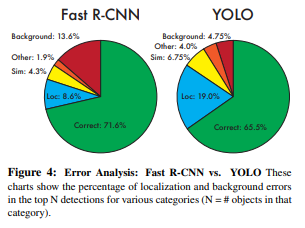 Fast R-CNN
YOLO
Background: 13.6%
Other: 1.9%
Sim: 4.3%
Loc: 8.6%
Correct: 71.6%
Background: 4.75%
Other: 4.0%
Sim: 6.75%
Loc: 19.0%
Correct: 65.5%
Figure 4: Error Analysis: Fast R-CNN vs. YOLO These
charts show the percentage of localization and background errors
in the top N detections for various categories (N = # objects in that
category).